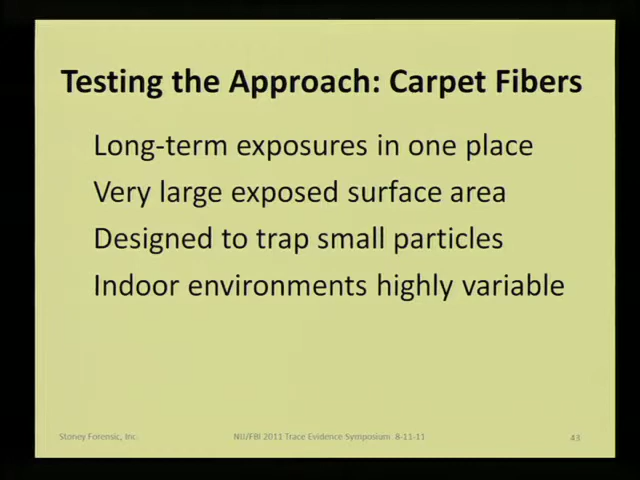 Testing the Approach: Carpet Fibers
Long-term exposures in one place
Very large exposed surface area
Designed to trap small particles
Indoor environments highly variable
Stoney Forensic, Inc.
NIJ/FBI 2011 Trace Evidence Symposium 8-11-11
43